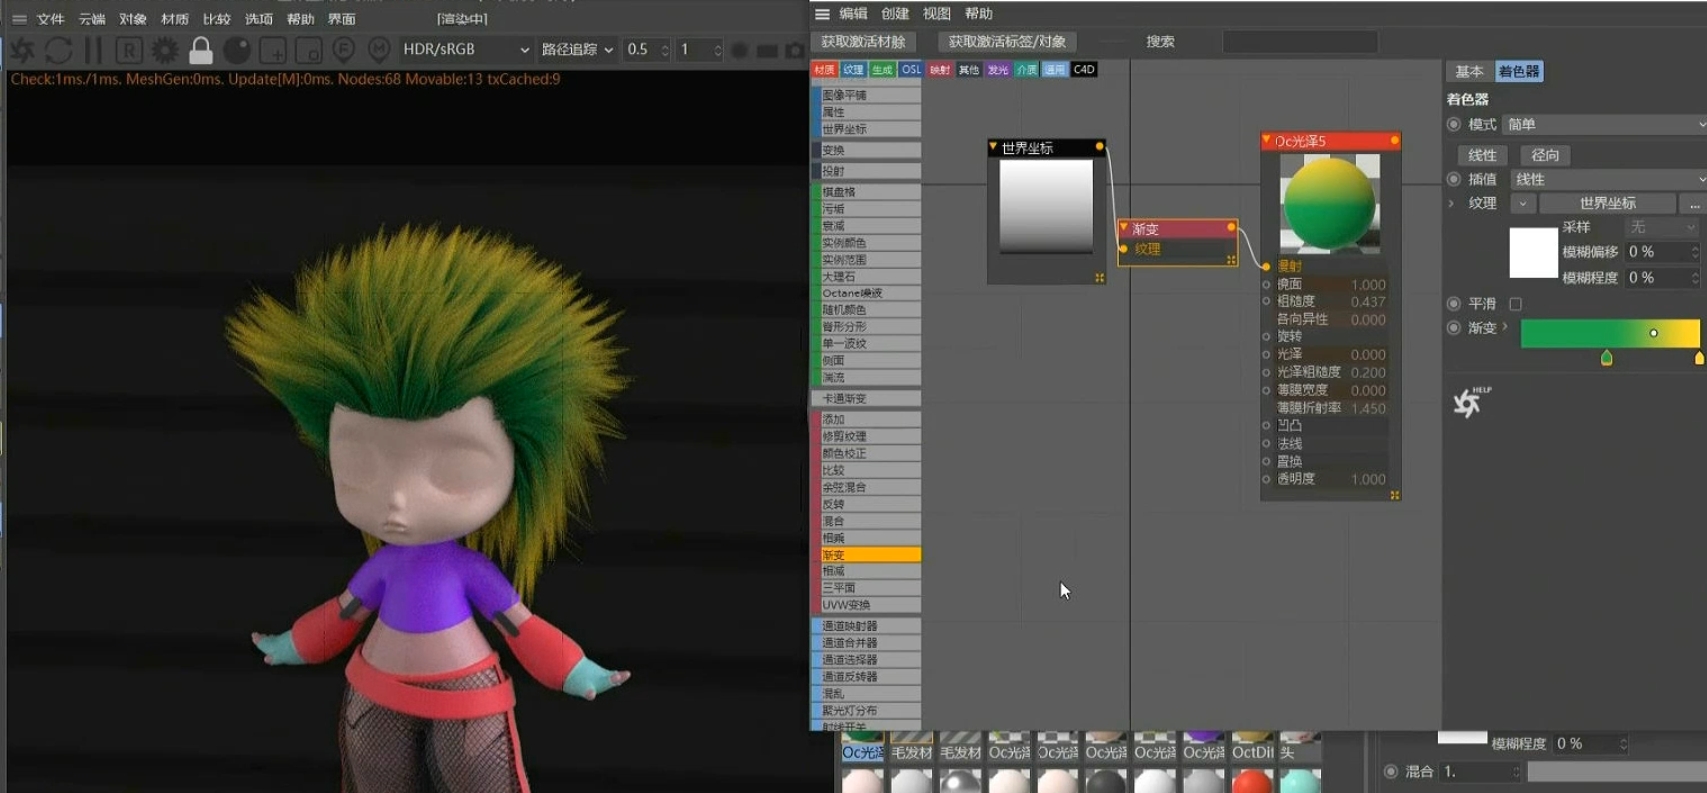 文件 云端 对象 材质 比较 选项 帮助 界面 [渲染中]
HDR/sRGB 路径追踪 0.5 1
Check:1ms./1ms. MeshGen:0ms. Update[M]:0ms. Nodes:68 Movable:13 txCached:9
编辑 创建 视图 帮助
获取激活材质 获取激活标签/对象 搜索
材质 纹理 生成 OSL 映射 其他 发光 介质 通用 C4D
图像平铺
属性
世界坐标
变换
投射
棋盘格
污垢
衰减
实例颜色
实例范围
大理石
Octane噪波
随机颜色
脊形分形
单一波纹
侧面
湍流
卡通渐变
添加
修剪纹理
颜色校正
比较
余弦混合
反转
混合
相乘
渐变
相减
三平面
UVW变换
通道映射器
通道合并器
通道选择器
通道反转器
混乱
聚光灯分布
射线开关
世界坐标
渐变
纹理
Oc光泽5
漫射
镜面 1.000
粗糙度 0.437
各向异性 0.000
旋转
光泽 0.000
光泽粗糙度 0.200
薄膜宽度 0.000
薄膜折射率 1.450
凹凸
法线
置换
透明度 1.000
基本 着色器
着色器
模式 简单
线性 径向
插值 线性
纹理 世界坐标 ...
采样 无
模糊偏移 0 %
模糊程度 0 %
平滑
渐变
HELP
Oc光泽 毛发材 毛发材 Oc光泽 Oc光泽 Oc光泽 Oc光泽 Oc光泽 OctDif 头
模糊程度 0 %
混合 1.